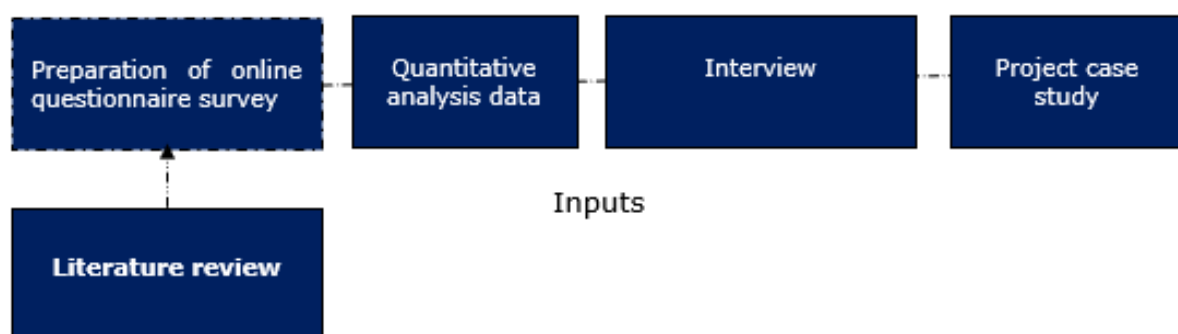 Preparation of online
questionnaire survey
Quantitative
analysis data
Interview
Project case
study
Inputs
Literature review